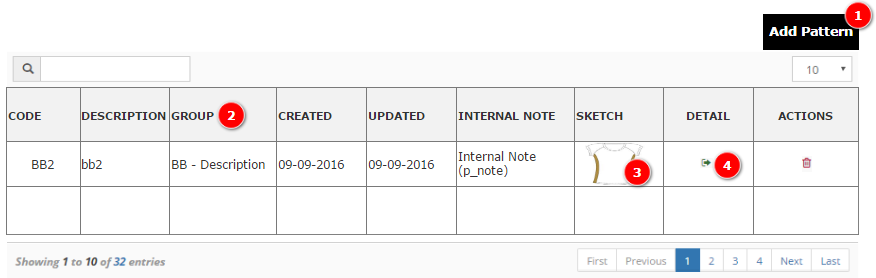 1
Add Pattern
10
CODE DESCRIPTION GROUP 2 CREATED UPDATED INTERNAL NOTE SKETCH DETAIL ACTIONS
BB2 bb2 BB - Description 09-09-2016 09-09-2016 Internal Note
(p_note)
3 4
Showing 1 to 10 of 32 entries
First Previous 1 2 3 4 Next Last